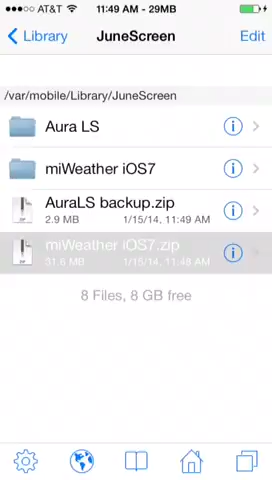 AT&T 11:49 AM - 29MB
Library JuneScreen Edit
/var/mobile/Library/JuneScreen
Aura LS
miWeather iOS7
AuraLS backup.zip
2.9 MB 1/15/14, 11:49 AM
miWeather iOS7.zip
31.6 MB 1/15/14, 11:48 AM
8 Files, 8 GB free